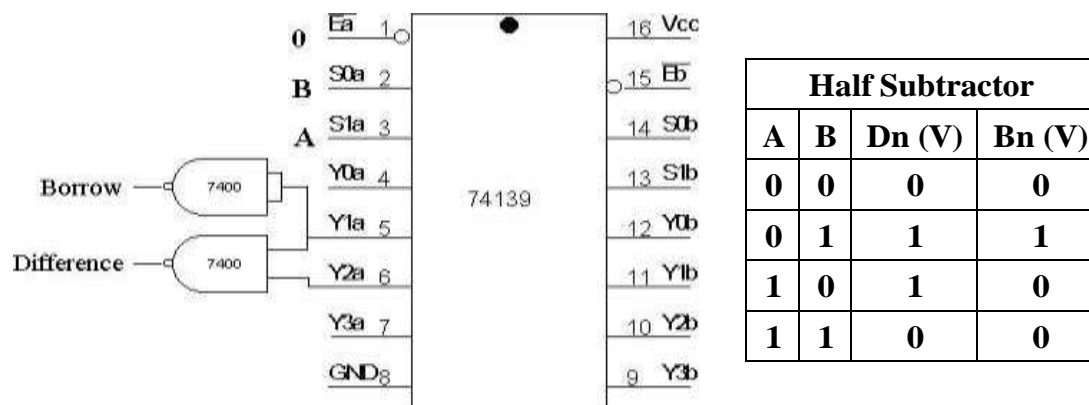 0 Ea 1 16 Vcc
B S0a 2 15 Eb
A S1a 3 14 S0b
Y0a 4 13 S1b
Borrow 7400
74139
Y1a 5 12 Y0b
Difference 7400
Y2a 6 11 Y1b
Y3a 7 10 Y2b
GND 8 9 Y3b
Half Subtractor
A B Dn (V) Bn (V)
0 0 0 0
0 1 1 1
1 0 1 0
1 1 0 0